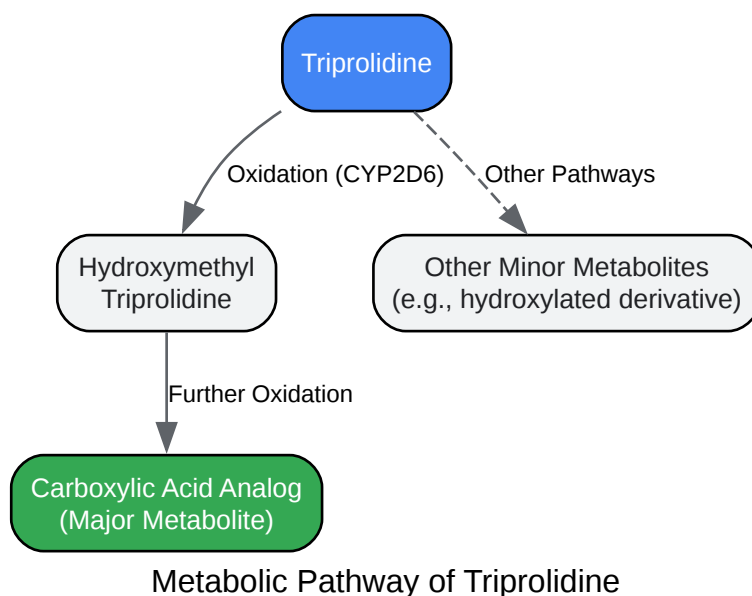 Triprolidine
Oxidation (CYP2D6)
Other Pathways
Hydroxymethyl
Triprolidine
Other Minor Metabolites
(e.g., hydroxylated derivative)
Further Oxidation
Carboxylic Acid Analog
(Major Metabolite)
Metabolic Pathway of Triprolidine